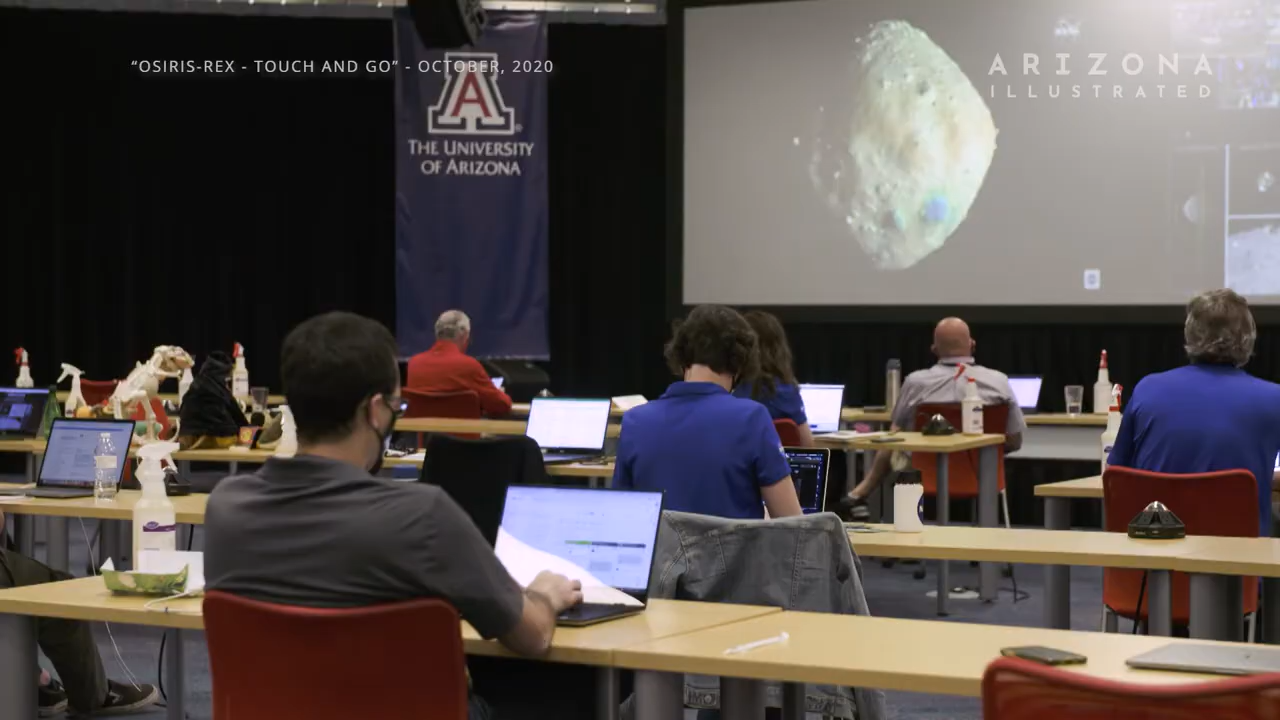 “OSIRIS-REX - TOUCH AND GO” - OCTOBER, 2020
ARIZONA
ILLUSTRATED
A
THE UNIVERSITY
OF ARIZONA